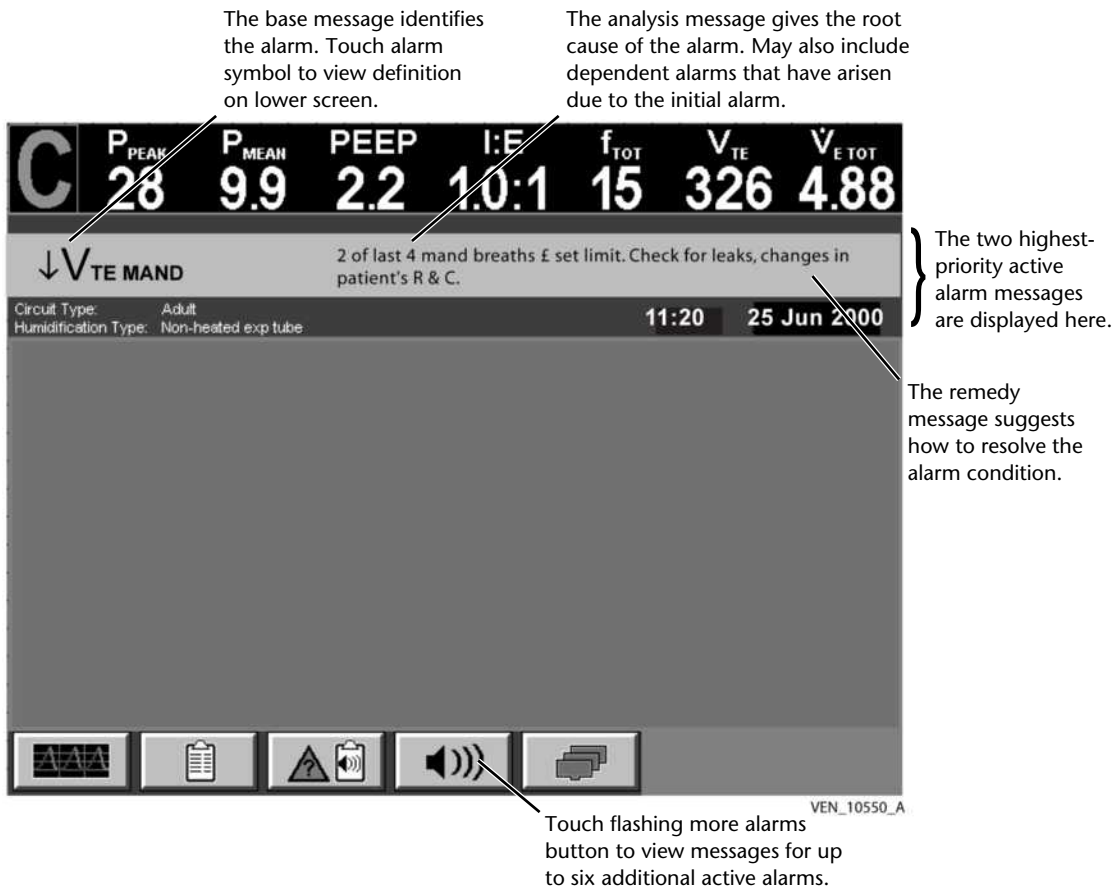 The base message identifies
the alarm. Touch alarm
symbol to view definition
on lower screen.
The analysis message gives the root
cause of the alarm. May also include
dependent alarms that have arisen
due to the initial alarm.
C PPEAK PMEAN PEEP I:E fTOT VTE V̇E TOT
28 9.9 2.2 1.0:1 15 326 4.88
↓VTE MAND
2 of last 4 mand breaths £ set limit. Check for leaks, changes in
patient's R & C.
Circuit Type: Adult
Humidification Type: Non-heated exp tube
11:20 25 Jun 2000
The two highest-
priority active
alarm messages
are displayed here.
The remedy
message suggests
how to resolve the
alarm condition.
?
VEN_10550_A
Touch flashing more alarms
button to view messages for up
to six additional active alarms.